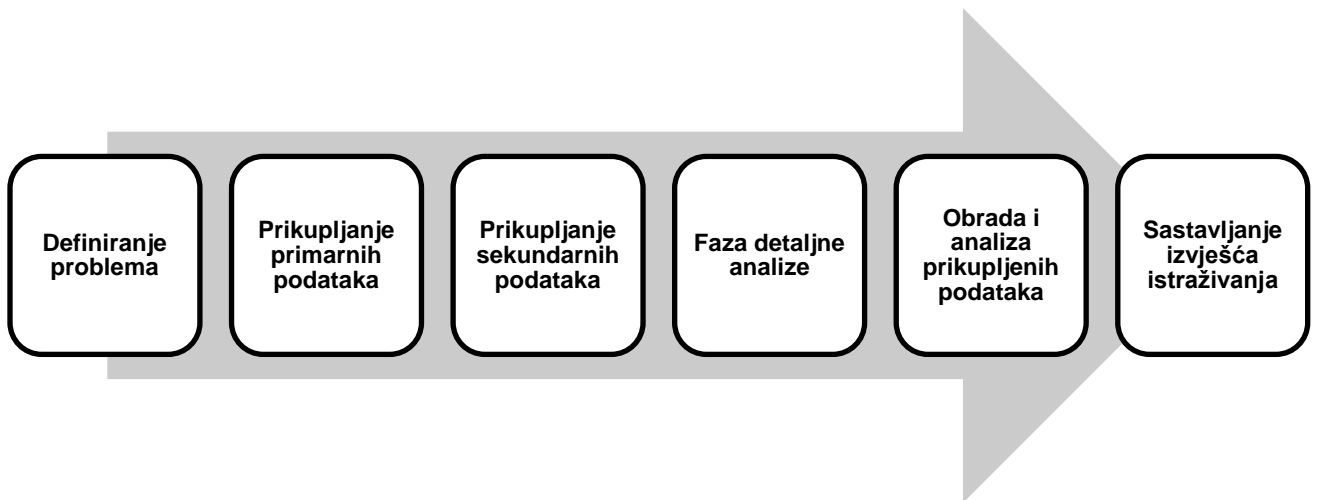 Definiranje
problema
Prikupljanje
primarnih
podataka
Prikupljanje
sekundarnih
podataka
Faza detaljne
analize
Obrada i
analiza
prikupljenih
podataka
Sastavljanje
izvješća
istraživanja